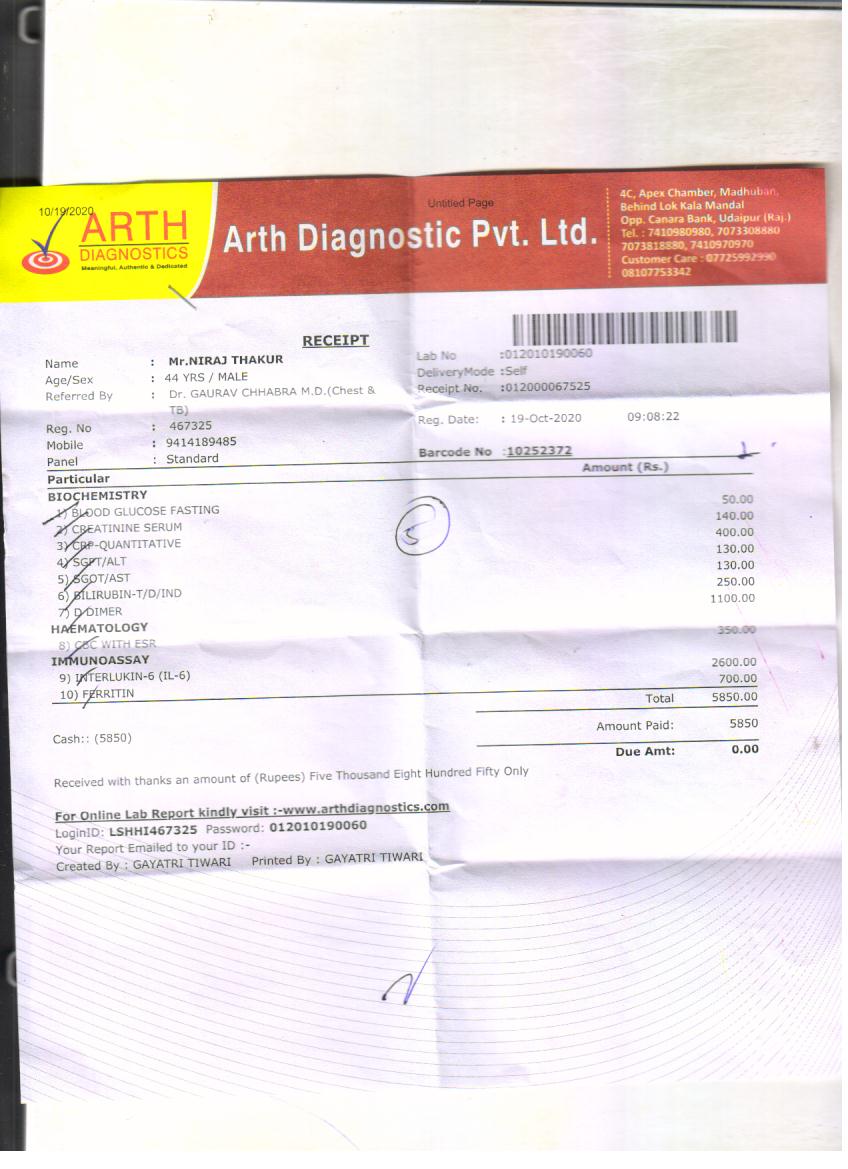 10/19/2020
Untitled Page
ARTH
DIAGNOSTICS
Meaningful, Authentic & Dedicated
Arth Diagnostic Pvt. Ltd.
4C, Apex Chamber, Madhuban,
Behind Lok Kala Mandal
Opp. Canara Bank, Udaipur (Raj.)
Tel. : 7410980980, 7073308880
7073818880, 7410970970
Customer Care : 07725992990
08107753342
RECEIPT
Name : Mr.NIRAJ THAKUR
Age/Sex : 44 YRS / MALE
Referred By : Dr. GAURAV CHHABRA M.D.(Chest &
TB)
Reg. No : 467325
Mobile : 9414189485
Panel : Standard
Lab No :012010190060
DeliveryMode :Self
Receipt No. :012000067525
Reg. Date: : 19-Oct-2020 09:08:22
Barcode No :10252372
Particular Amount (Rs.)
BIOCHEMISTRY
1) BLOOD GLUCOSE FASTING 50.00
2) CREATININE SERUM 140.00
3) CRP-QUANTITATIVE 400.00
4) SGPT/ALT 130.00
5) SGOT/AST 130.00
6) BILIRUBIN-T/D/IND 250.00
7) D DIMER 1100.00
HAEMATOLOGY
8) CBC WITH ESR 350.00
IMMUNOASSAY
9) INTERLUKIN-6 (IL-6) 2600.00
10) FERRITIN 700.00
Total 5850.00
Amount Paid: 5850
Cash:: (5850)
Due Amt: 0.00
Received with thanks an amount of (Rupees) Five Thousand Eight Hundred Fifty Only
For Online Lab Report kindly visit :-www.arthdiagnostics.com
LoginID: LSHHI467325 Password: 012010190060
Your Report Emailed to your ID :-
Created By : GAYATRI TIWARI Printed By : GAYATRI TIWARI